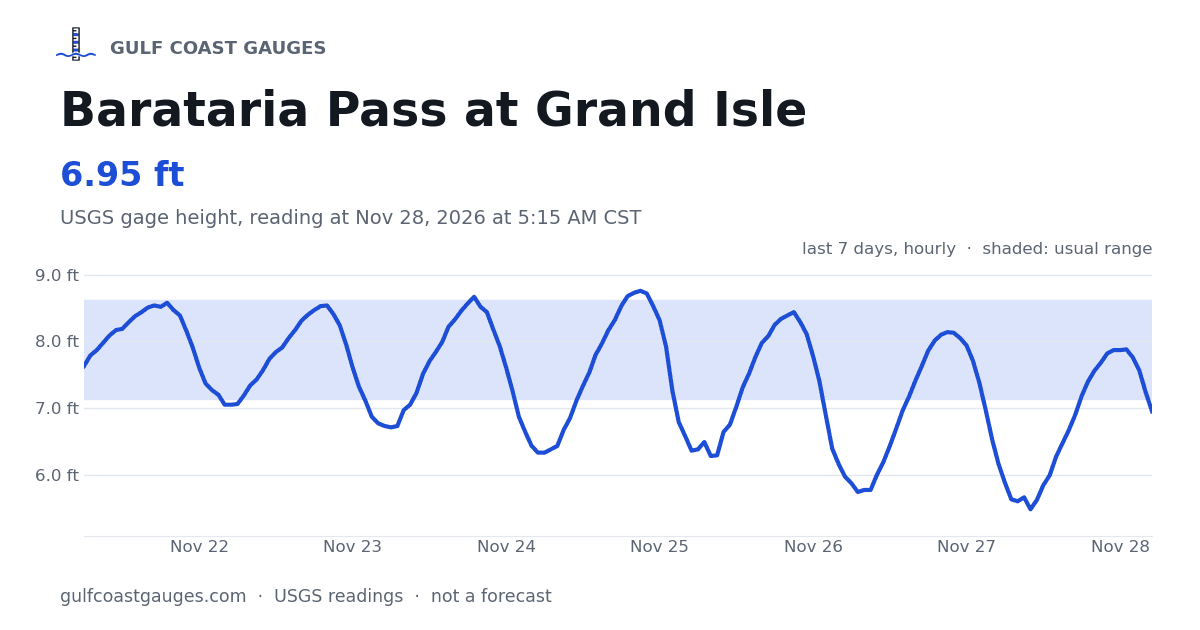 GULF COAST GAUGES
Barataria Pass at Grand Isle
6.95 ft
USGS gage height, reading at Nov 28, 2026 at 5:15 AM CST
last 7 days, hourly · shaded: usual range
9.0 ft
8.0 ft
7.0 ft
6.0 ft
Nov 22 Nov 23 Nov 24 Nov 25 Nov 26 Nov 27 Nov 28
gulfcoastgauges.com · USGS readings · not a forecast